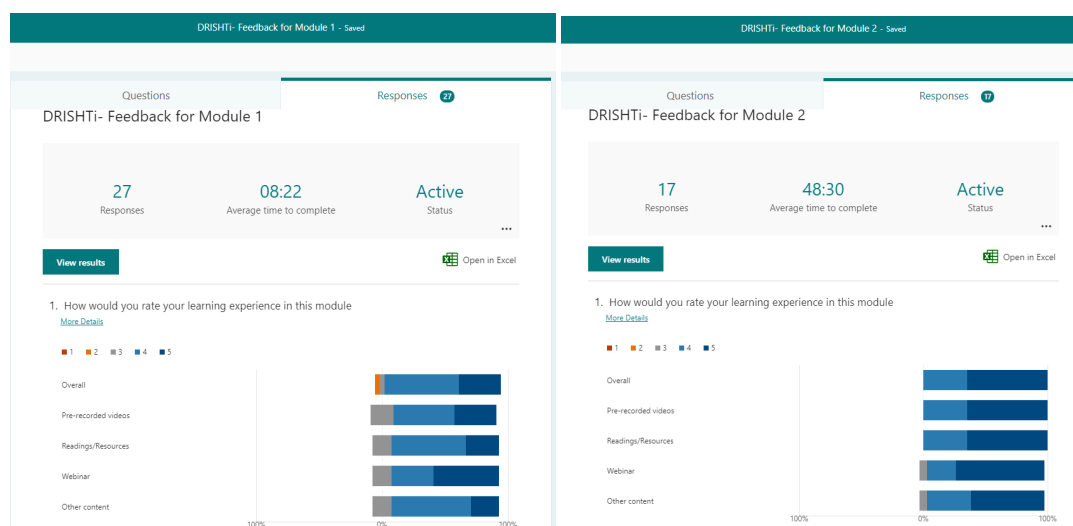 DRISHTi- Feedback for Module 1 - Saved
Questions
Responses 27
DRISHTi- Feedback for Module 1
27
Responses
08:22
Average time to complete
Active
Status
...
View results
Open in Excel
1. How would you rate your learning experience in this module
More Details
1 2 3 4 5
Overall
Pre-recorded videos
Readings/Resources
Webinar
Other content
100% 0% 100%
DRISHTi- Feedback for Module 2 - Saved
Questions
Responses 17
DRISHTi- Feedback for Module 2
17
Responses
48:30
Average time to complete
Active
Status
...
View results
Open in Excel
1. How would you rate your learning experience in this module
More Details
1 2 3 4 5
Overall
Pre-recorded videos
Readings/Resources
Webinar
Other content
100% 0% 100%